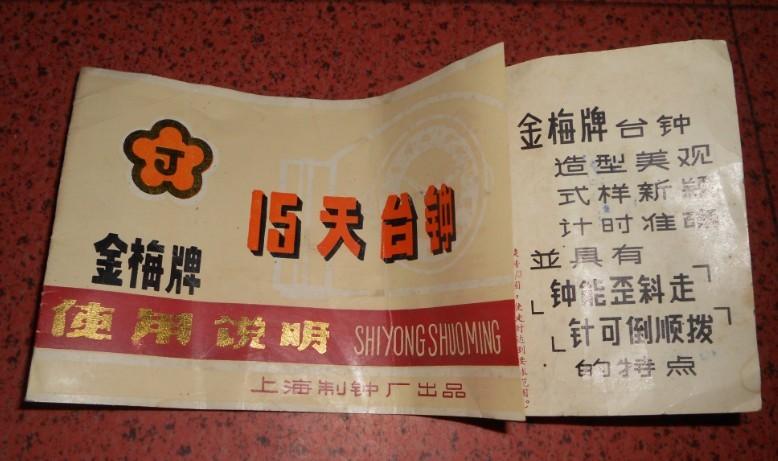 J
15天台钟
金梅牌
使用说明 SHIYONG SHUOMING
上海制钟厂出品
金梅牌台钟
造型美观
式样新颖
计时准确
並具有
「钟能歪斜走」
「针可倒顺拨」
的特点